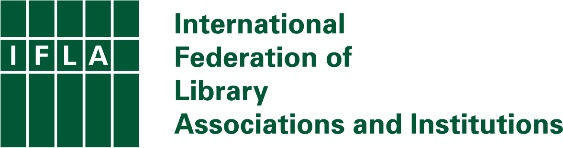 IFLA
International
Federation of
Library
Associations and Institutions